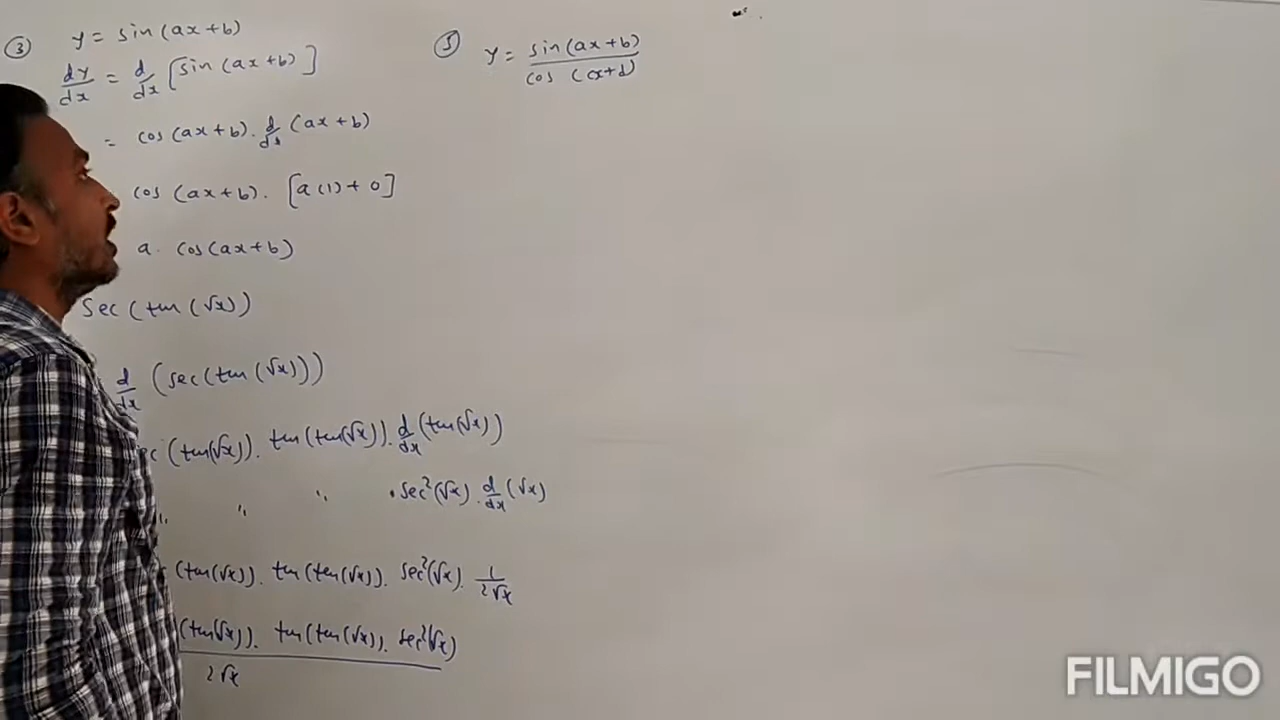 ③ y = sin(ax+b)
dy/dx = d/dx [sin(ax+b)]
= cos(ax+b). d/dx (ax+b)
cos(ax+b). [a(1)+0]
a. cos(ax+b)
Sec(tan(√x))
d/dx (sec(tan(√x)))
ec(tan(√x)). tan(tan(√x)). d/dx(tan(√x))
" " " . sec²(√x). d/dx(√x)
(tan(√x)). tan(tan(√x)). sec²(√x). 1/2√x
(tan√x)). tan(tan(√x)). sec²(√x)
2√x
⑤ y = sin(ax+b)/cos(cx+d)
FILMIGO